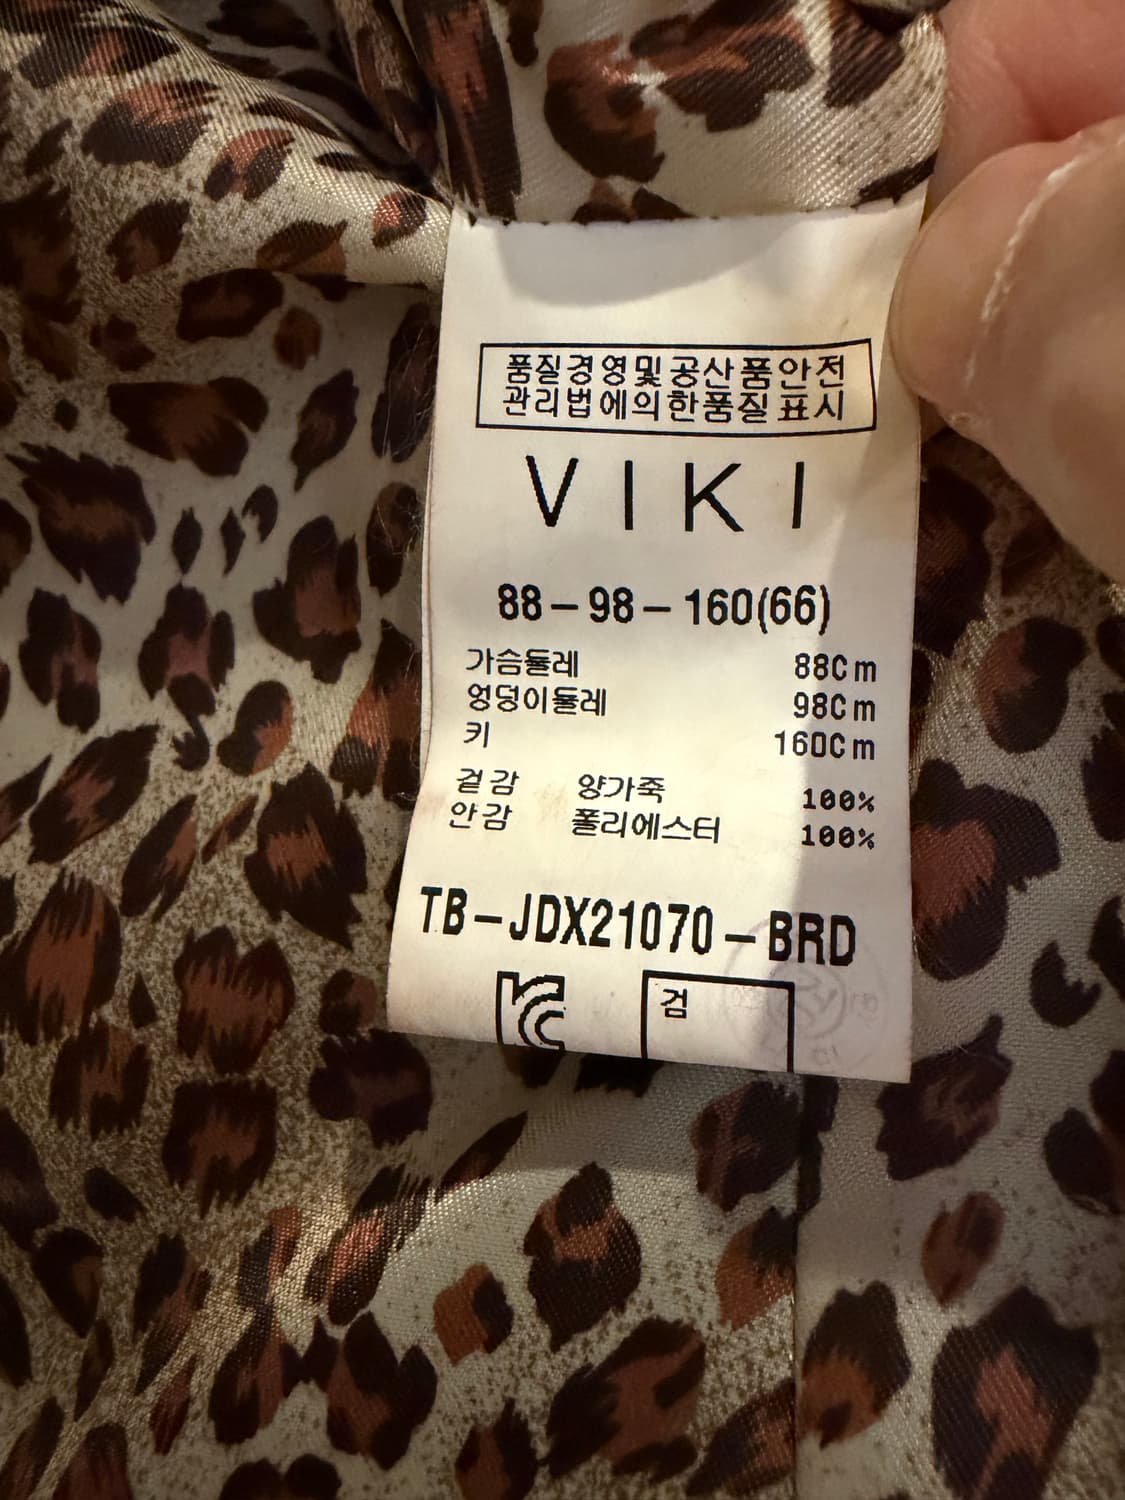 품질경영및공산품안전
관리법에의한품질표시
VIKI
88-98-160(66)
가슴둘레 88Cm
엉덩이둘레 98Cm
키 160Cm
겉감 양가죽 100%
안감 폴리에스터 100%
TB-JDX21070-BRD
검